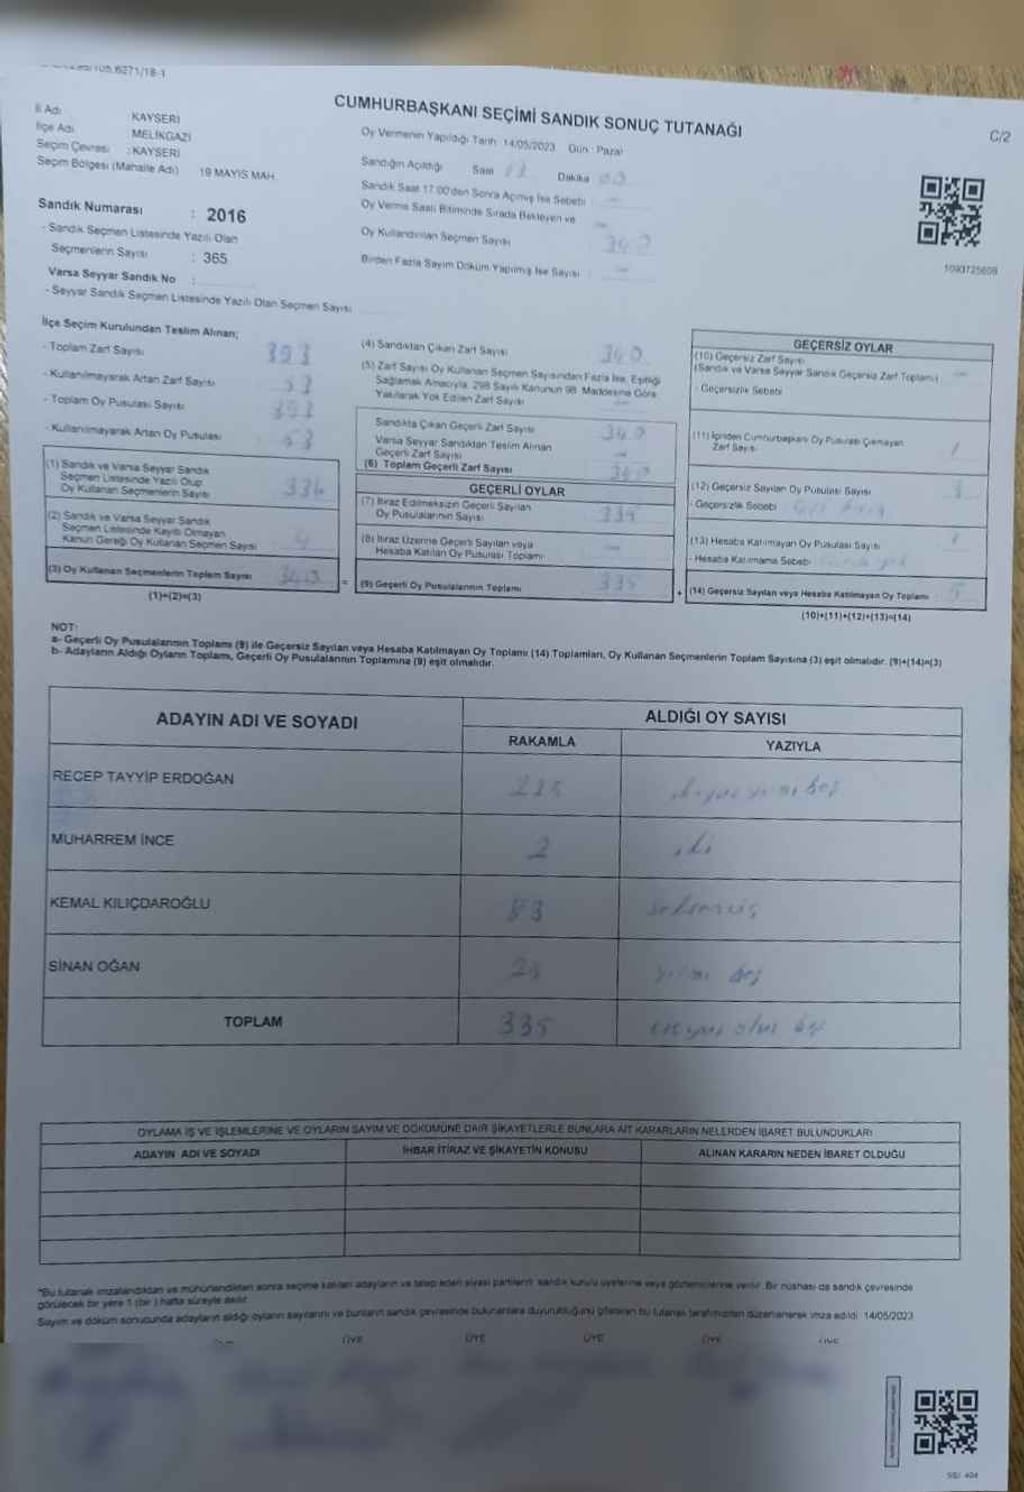 CUMHURBAŞKANI SEÇİMİ SANDIK SONUÇ TUTANAĞI
C/2
İl Adı : KAYSERİ
İlçe Adı : MELİKGAZİ
Seçim Çevresi : KAYSERİ
Seçim Bölgesi (Mahalle Adı) 19 MAYIS MAH.
Oy Vermenin Yapıldığı Tarih: 14/05/2023 Gün : Pazar
Sandığın Açıldığı Saat Dakika
Sandık Saat 17.00'den Sonra Açılmış İse Sebebi :
Oy Verme Saati Bitiminde Sırada Bekleyen ve
Oy Kullandırılan Seçmen Sayısı
Birden Fazla Sayım Döküm Yapılmış İse Sayısı :
1093725609
Sandık Numarası : 2016
- Sandık Seçmen Listesinde Yazılı Olan
Seçmenlerin Sayısı : 365
Varsa Seyyar Sandık No :
- Seyyar Sandık Seçmen Listesinde Yazılı Olan Seçmen Sayısı :
İlçe Seçim Kurulundan Teslim Alınan;
- Toplam Zarf Sayısı 393
- Kullanılmayarak Artan Zarf Sayısı 53
- Toplam Oy Pusulası Sayısı 393
- Kullanılmayarak Artan Oy Pusulası 53
(1) Sandık ve Varsa Seyyar Sandık
Seçmen Listesinde Yazılı Olup
Oy Kullanan Seçmenlerin Sayısı 336
(2) Sandık ve Varsa Seyyar Sandık
Seçmen Listesinde Kayıtlı Olmayan
Kanun Gereği Oy Kullanan Seçmen Sayısı 4
(3) Oy Kullanan Seçmenlerin Toplam Sayısı 340
(1)+(2)=(3)
(4) Sandıktan Çıkan Zarf Sayısı 340
(5) Zarf Sayısı Oy Kullanan Seçmen Sayısından Fazla İse, Eşitliği
Sağlamak Amacıyla, 298 Sayılı Kanunun 98. Maddesine Göre
Yakılarak Yok Edilen Zarf Sayısı
Sandıkta Çıkan Geçerli Zarf Sayısı 340
Varsa Seyyar Sandıktan Teslim Alınan
Geçerli Zarf Sayısı -
(6) Toplam Geçerli Zarf Sayısı 340
GEÇERLİ OYLAR
(7) İtiraz Edilmeksizin Geçerli Sayılan
Oy Pusulalarının Sayısı 335
(8) İtiraz Üzerine Geçerli Sayılan veya
Hesaba Katılan Oy Pusulası Toplamı -
= (9) Geçerli Oy Pusulalarının Toplamı 335
GEÇERSİZ OYLAR
(10) Geçersiz Zarf Sayısı
(Sandık ve Varsa Seyyar Sandık Geçersiz Zarf Toplamı) -
- Geçersizlik Sebebi
(11) İçinden Cumhurbaşkanı Oy Pusulası Çıkmayan
Zarf Sayısı 1
(12) Geçersiz Sayılan Oy Pusulası Sayısı 3
- Geçersizlik Sebebi
(13) Hesaba Katılmayan Oy Pusulası Sayısı 1
- Hesaba Katılmama Sebebi
+ (14) Geçersiz Sayılan veya Hesaba Katılmayan Oy Toplamı 5
(10)+(11)+(12)+(13)=(14)
NOT:
a- Geçerli Oy Pusulalarının Toplamı (9) ile Geçersiz Sayılan veya Hesaba Katılmayan Oy Toplamı (14) Toplamları, Oy Kullanan Seçmenlerin Toplam Sayısına (3) eşit olmalıdır. (9)+(14)=(3)
b- Adayların Aldığı Oyların Toplamı, Geçerli Oy Pusulalarının Toplamına (9) eşit olmalıdır.
ADAYIN ADI VE SOYADI ALDIĞI OY SAYISI
RAKAMLA YAZIYLA
RECEP TAYYİP ERDOĞAN 225 ikiyüz yirmi beş
MUHARREM İNCE 2 iki
KEMAL KILIÇDAROĞLU 83 seksenüç
SİNAN OĞAN 25 yirmi beş
TOPLAM 335 üçyüz otuz beş
OYLAMA İŞ VE İŞLEMLERİNE VE OYLARIN SAYIM VE DÖKÜMÜNE DAİR ŞİKAYETLERLE BUNLARA AİT KARARLARIN NELERDEN İBARET BULUNDUKLARI
ADAYIN ADI VE SOYADI İHBAR İTİRAZ VE ŞİKAYETİN KONUSU ALINAN KARARIN NEDEN İBARET OLDUĞU
*Bu tutanak imzalandıktan ve mühürlendikten sonra seçime katılan adayların ve talep eden siyasi partilerin sandık kurulu üyelerine veya gözlemcilerine verilir. Bir nüshası da sandık çevresinde
görülecek bir yere 1 (bir) hafta süreyle asılır.
Sayım ve döküm sonucunda adayların aldığı oyların sayılarını ve bunların sandık çevresinde bulunanlara duyurulduğunu gösteren bu tutanak tarafımızdan düzenlenerek imza edildi. 14/05/2023
ÜYE ÜYE ÜYE ÜYE ÜYE